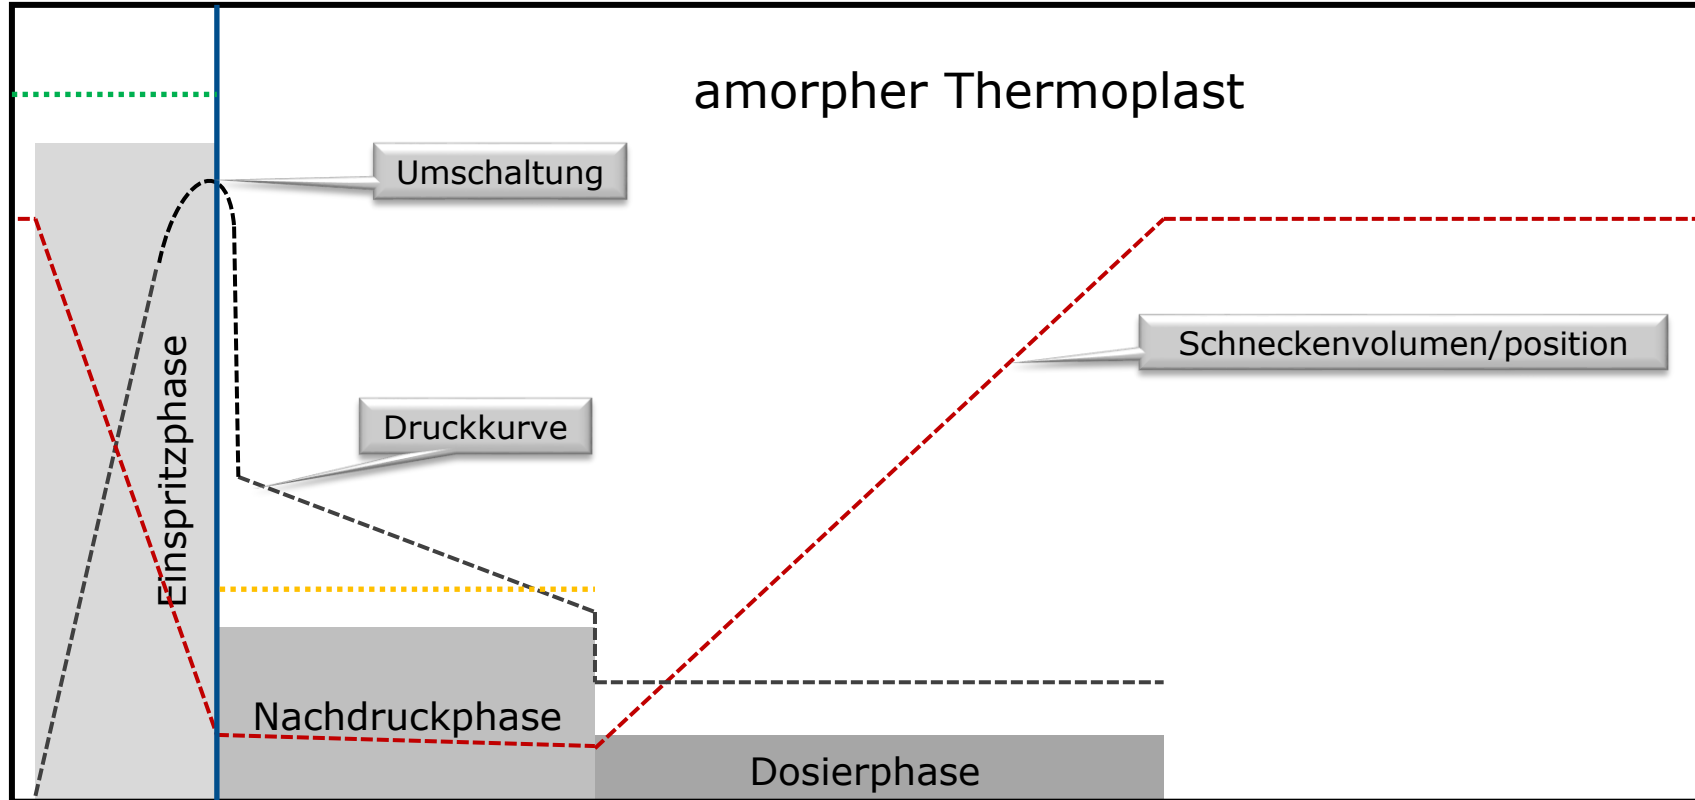 amorpher Thermoplast
Umschaltung
Einspritzphase
Schneckenvolumen/position
Druckkurve
Nachdruckphase
Dosierphase